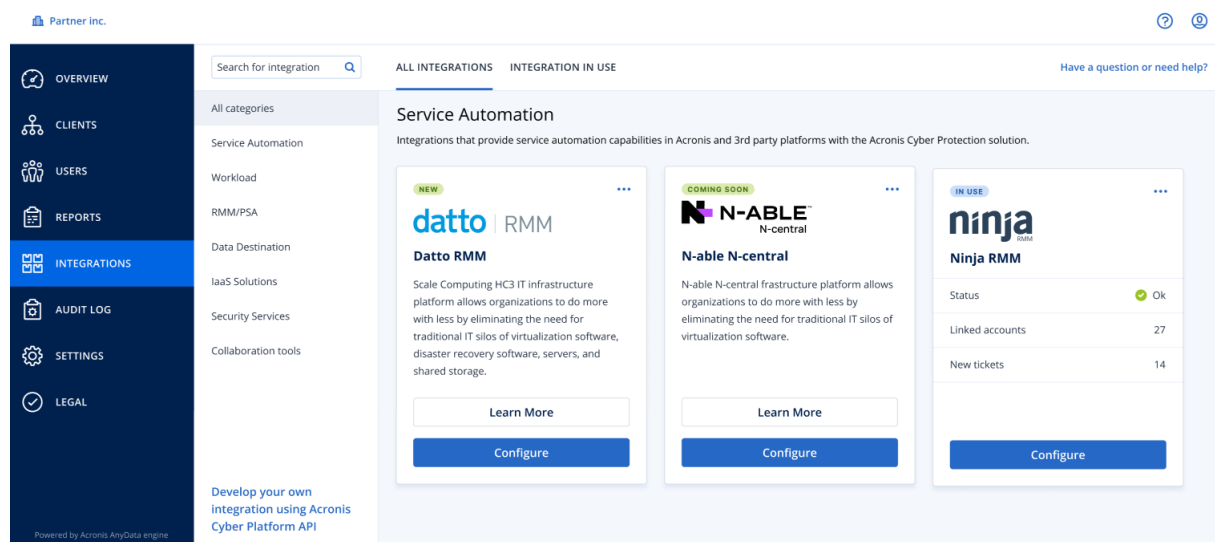 Partner inc.
OVERVIEW
CLIENTS
USERS
REPORTS
INTEGRATIONS
AUDIT LOG
SETTINGS
LEGAL
Powered by Acronis AnyData engine
Search for integration
All categories
Service Automation
Workload
RMM/PSA
Data Destination
IaaS Solutions
Security Services
Collaboration tools
Develop your own
integration using Acronis
Cyber Platform API
ALL INTEGRATIONS INTEGRATION IN USE
Have a question or need help?
Service Automation
Integrations that provide service automation capabilities in Acronis and 3rd party platforms with the Acronis Cyber Protection solution.
NEW
datto RMM
Datto RMM
Scale Computing HC3 IT infrastructure
platform allows organizations to do more
with less by eliminating the need for
traditional IT silos of virtualization software,
disaster recovery software, servers, and
shared storage.
Learn More
Configure
COMING SOON
N-ABLE
N-central
N-able N-central
N-able N-central frastructure platform allows
organizations to do more with less by
eliminating the need for traditional IT silos of
virtualization software.
Learn More
Configure
IN USE
ninja
RMM
Ninja RMM
Status Ok
Linked accounts 27
New tickets 14
Configure